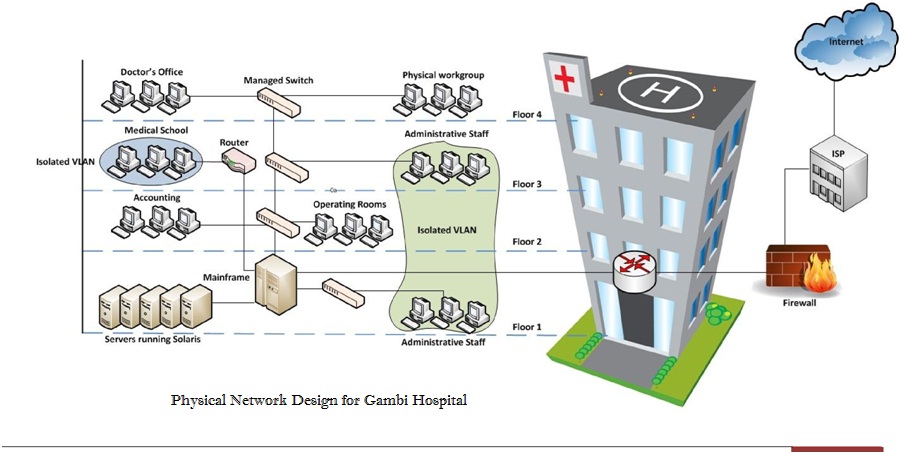 Internet
Doctor's Office
Managed Switch
Physical workgroup
Floor 4
Medical School
Router
Administrative Staff
Isolated VLAN
ISP
Co
Floor 3
Accounting
Operating Rooms
Isolated VLAN
Floor 2
Mainframe
Firewall
Floor 1
Servers running Solaris
Administrative Staff
H
Physical Network Design for Gambi Hospital